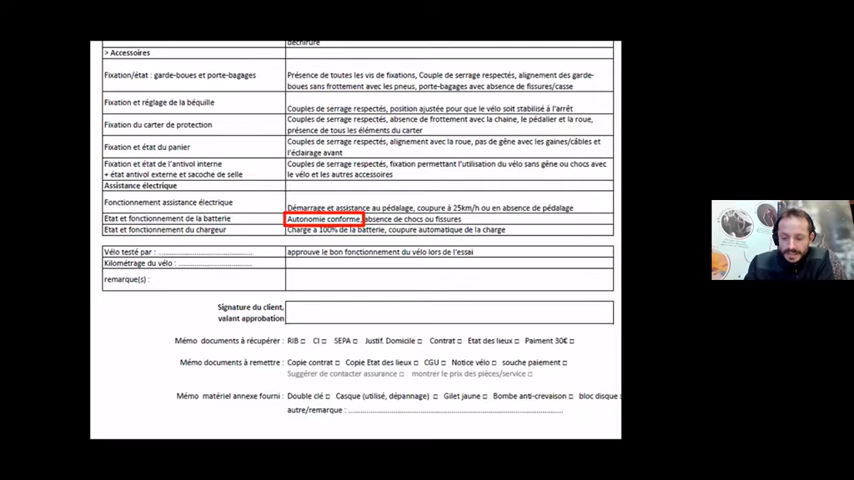 déchirure
> Accessoires
Fixation/état : garde-boues et porte-bagages
Présence de toutes les vis de fixations, Couple de serrage respectés, alignement des garde-
boues sans frottement avec les pneus, porte-bagages avec absence de fissures/casse
Fixation et réglage de la béquille
Couples de serrage respectés, position ajustée pour que le vélo soit stabilisé à l'arrêt
Fixation du carter de protection
Couples de serrage respectés, absence de frottement avec la chaine, le pédalier et la roue,
présence de tous les éléments du carter
Fixation et état du panier
Couples de serrage respectés, alignement avec la roue, pas de gêne avec les gaines/câbles et
l'éclairage avant
Fixation et état de l'antivol interne
+ état antivol externe et sacoche de selle
Couples de serrage respectés, fixation permettant l'utilisation du vélo sans gêne ou chocs avec
le vélo et les autres accessoires
Assistance électrique
Fonctionnement assistance électrique
Démarrage et assistance au pédalage, coupure à 25km/h ou en absence de pédalage
Etat et fonctionnement de la batterie
Autonomie conforme, absence de chocs ou fissures
Etat et fonctionnement du chargeur
Charge à 100% de la batterie, coupure automatique de la charge
Vélo testé par : ....................................
approuve le bon fonctionnement du vélo lors de l'essai
Kilométrage du vélo : ............................
remarque(s) :
Signature du client,
valant approbation
Mémo documents à récupérer : RIB □ CI □ SEPA □ Justif. Domicile □ Contrat □ Etat des lieux □ Paiment 30€ □
Mémo documents à remettre : Copie contrat □ Copie Etat des lieux □ CGU □ Notice vélo □ souche paiement □
Suggérer de contacter assurance □ montrer le prix des pièces/service □
Mémo matériel annexe fourni : Double clé □ Casque (utilisé, dépannage) □ Gilet jaune □ Bombe anti-crevaison □ bloc disque
autre/remarque : ....................................................................................